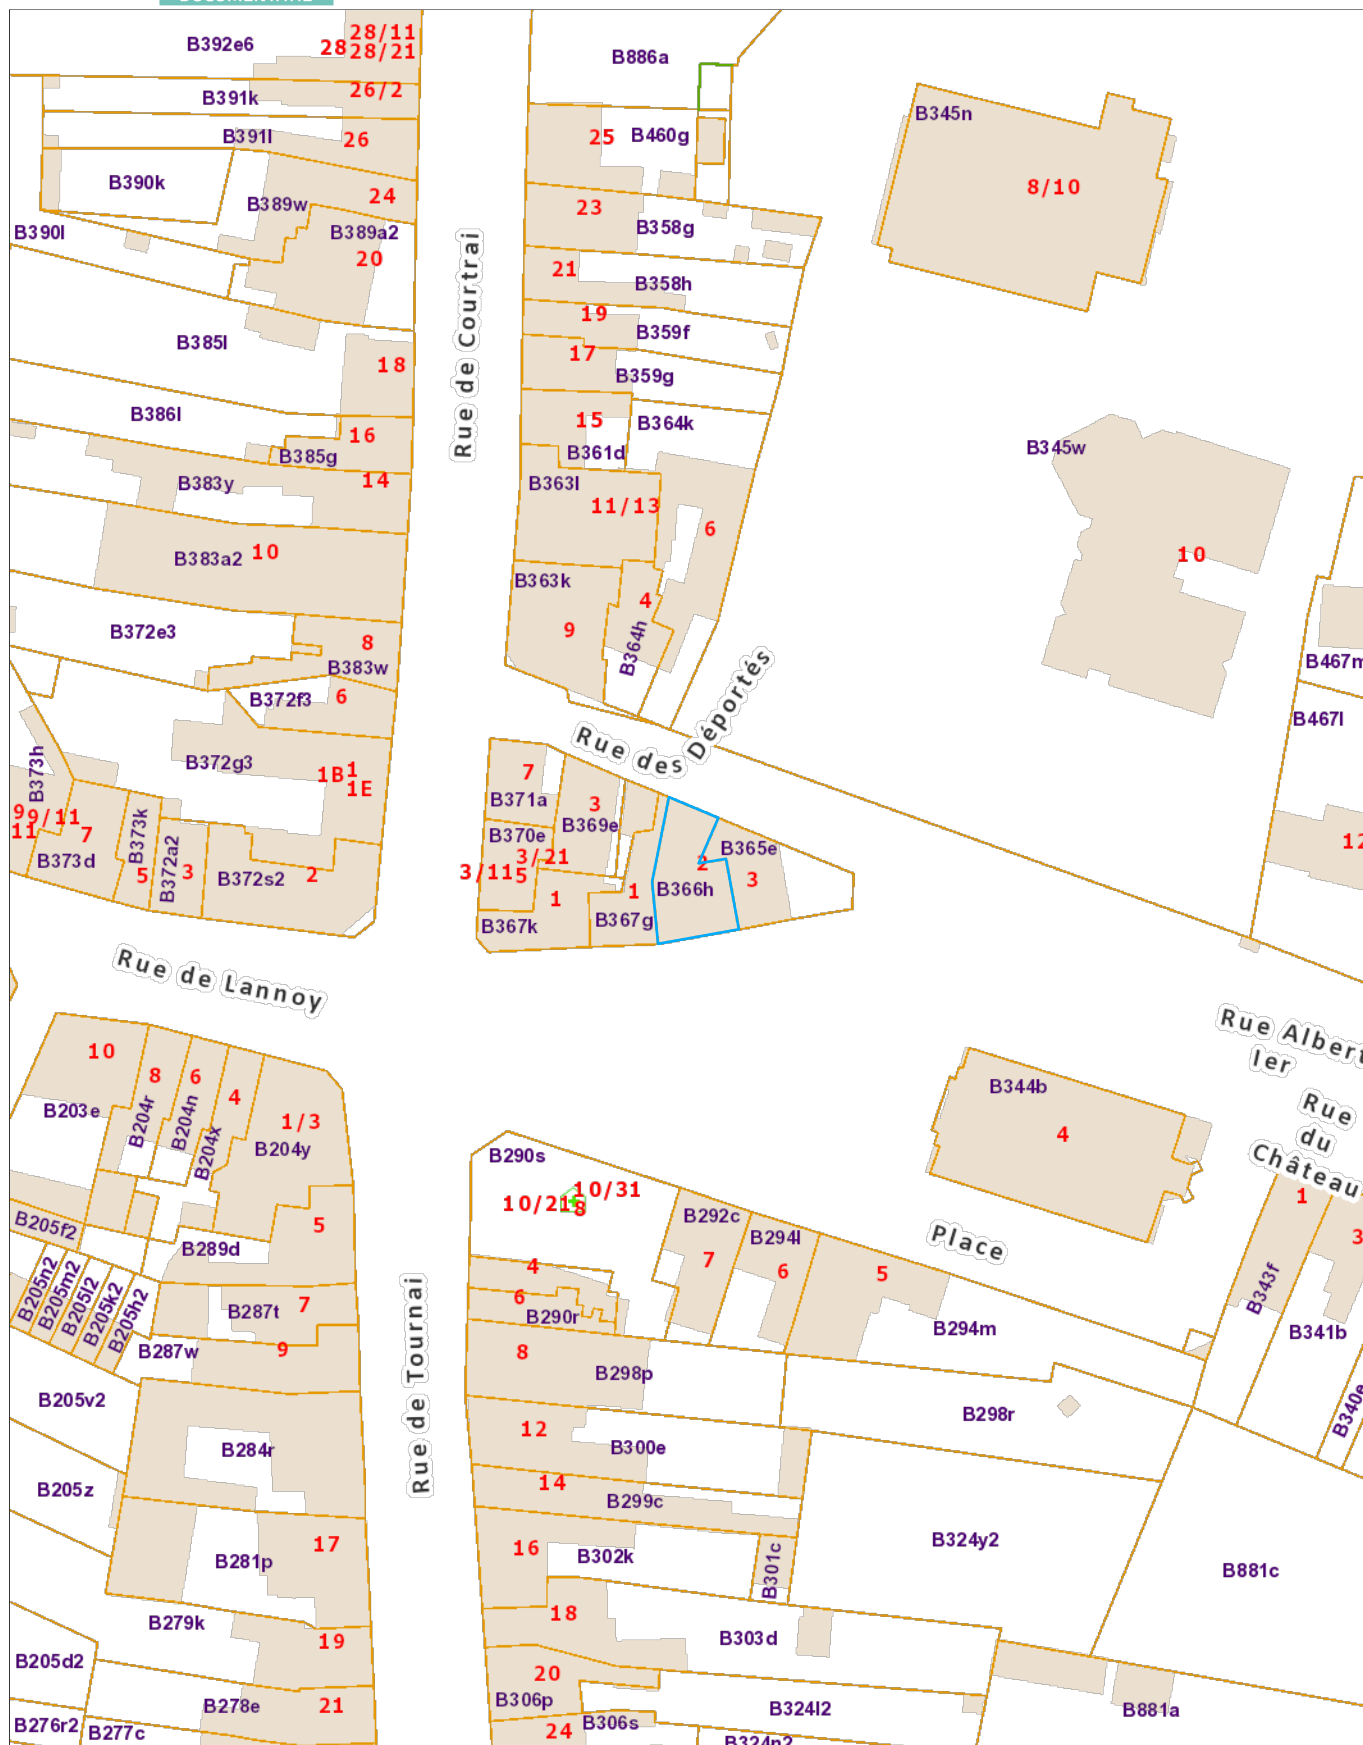 B392e6
28
28/11
28/21
26/2
B391k
B391l
26
B390k
24
B389w
B390l
B389a2
20
B385l
18
B386l
16
B385g
14
B383y
10
B383a2
B372e3
8
B383w
B372f3
6
B372g3
1B1
1E
B373h
9
9/11
11
7
B373d
B373k
5
B372a2
3
B372s2
2
Rue de Courtrai
B886a
25
B460g
23
B358g
21
B358h
19
B359f
17
B359g
15
B364k
B361d
B363l
11/13
6
B363k
4
9
B364h
B345n
8/10
B345w
10
B467m
B467l
12
Rue des Déportés
7
B371a
3
B369e
B370e
3/21
3/11
5
1
B367k
1
B367g
2
B366h
B365e
3
Rue de Lannoy
10
8
6
4
1/3
B203e
B204r
B204n
B204x
B204y
5
B205f2
B289d
B205n2
B205m2
B205l2
B205k2
B205h2
B287t
7
B287w
9
B205v2
B284r
B205z
17
B281p
B279k
19
B205d2
B278e
21
B276r2
B277c
Rue de Tournai
B290s
10/31
10/21
8
4
6
B290r
B292c
7
B294l
6
5
B294m
8
B298p
B298r
12
B300e
14
B299c
16
B302k
B301c
B324y2
B881c
18
B303d
20
B306p
B324l2
B881a
24
B306s
B324n2
Rue Albert
Ier
Rue
du
Château
B344b
4
Place
1
3
B343f
B341b
B340e